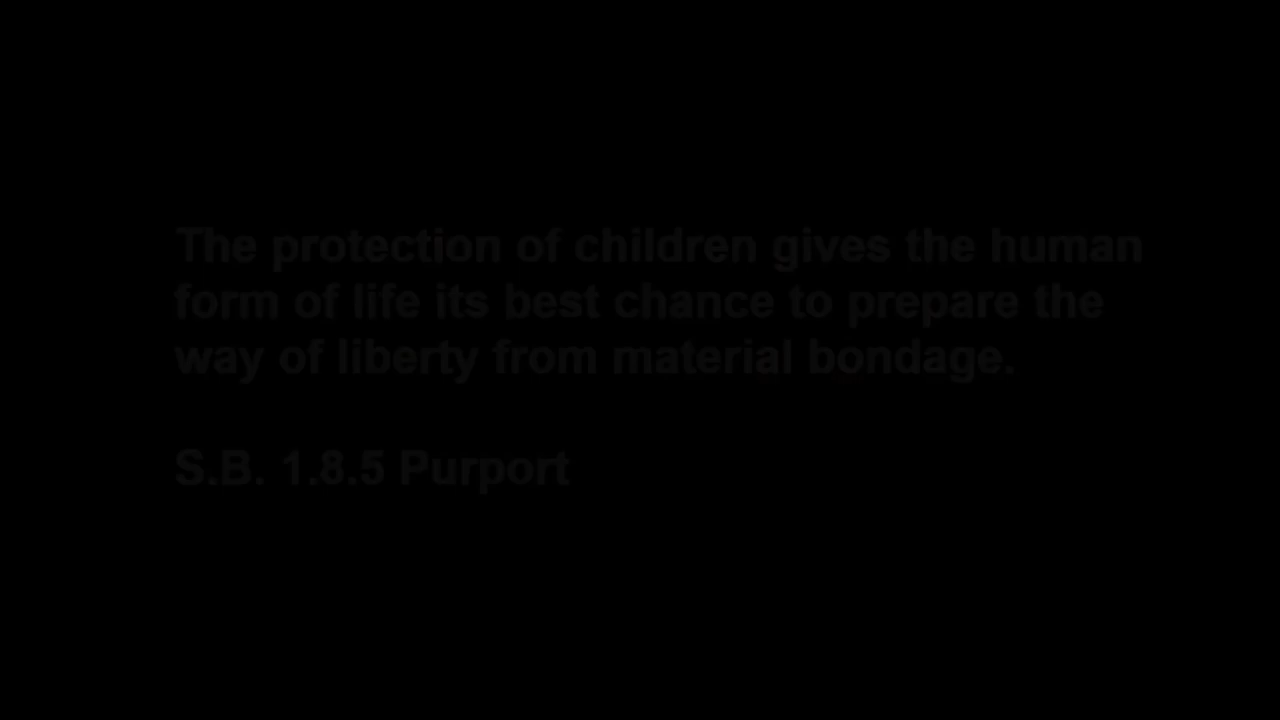 The protection of children gives the human
form of life its best chance to prepare the
way of liberty from material bondage.
S.B. 1.8.5 Purport